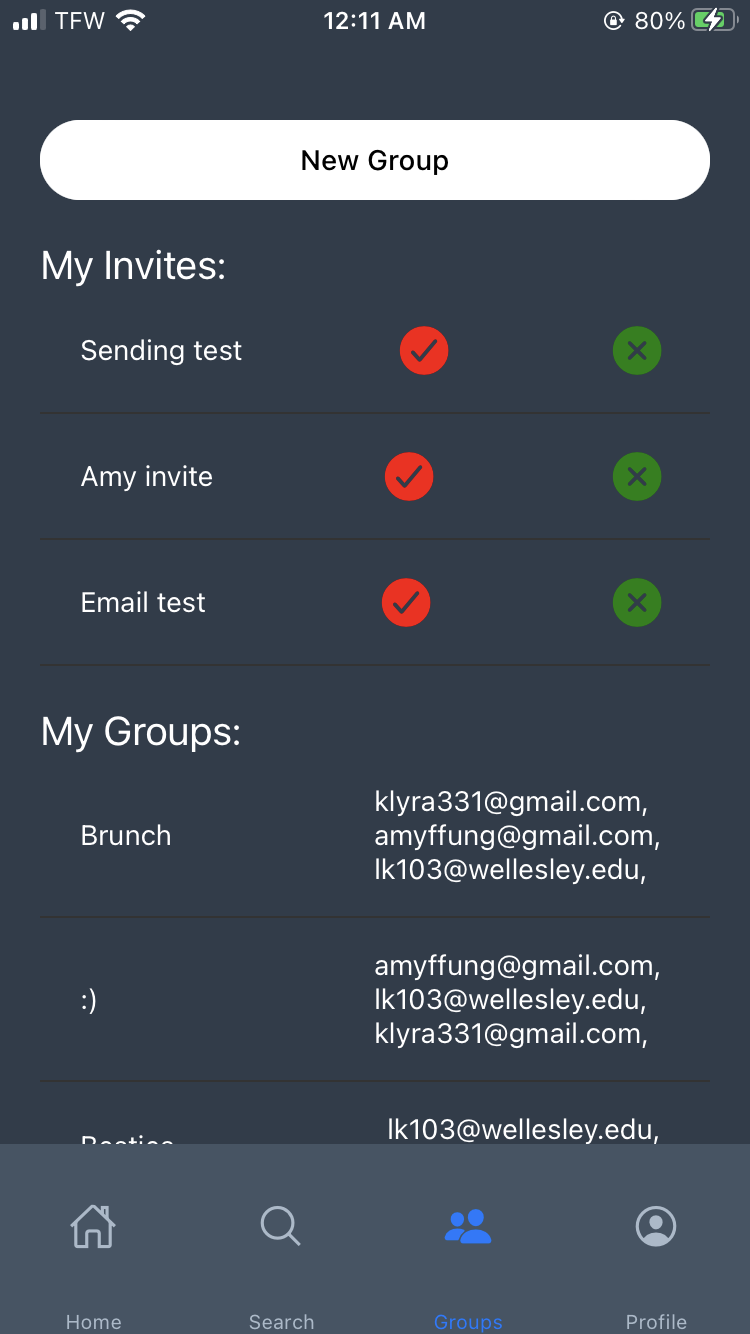 TFW 12:11 AM 80%
New Group
My Invites:
Sending test
Amy invite
Email test
My Groups:
klyra331@gmail.com,
Brunch amyffung@gmail.com,
lk103@wellesley.edu,
amyffung@gmail.com,
:) lk103@wellesley.edu,
klyra331@gmail.com,
lk103@wellesley.edu,
Besties
Home Search Groups Profile